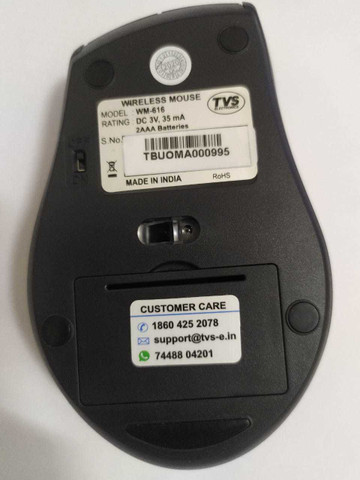 WIRELESS MOUSE
TVS
MODEL WM-616
RATING DC 3V, 35 mA
2AAA Batteries
S.No.
TBUOMA000995
MADE IN INDIA RoHS
CUSTOMER CARE
1860 425 2078
support@tvs-e.in
74488 04201